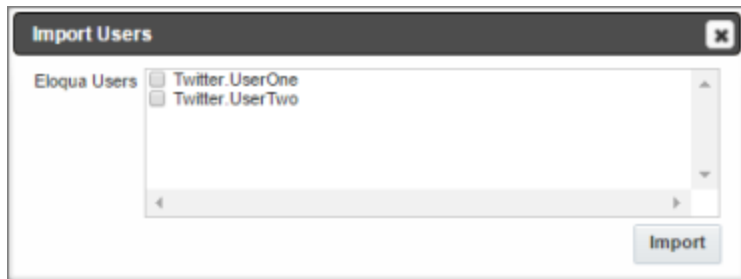 Import Users
Eloqua Users
Twitter.UserOne
Twitter.UserTwo
Import